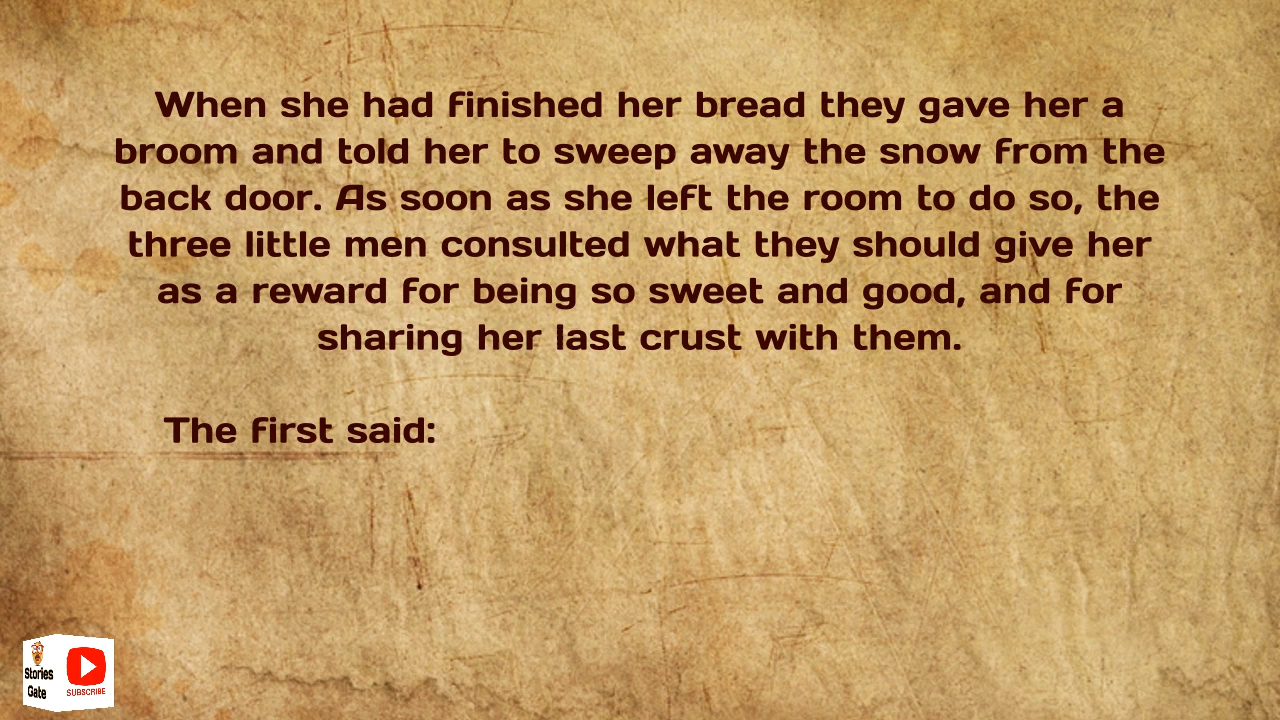 When she had finished her bread they gave her a
broom and told her to sweep away the snow from the
back door. As soon as she left the room to do so, the
three little men consulted what they should give her
as a reward for being so sweet and good, and for
sharing her last crust with them.
The first said:
Stories
Gate
SUBSCRIBE